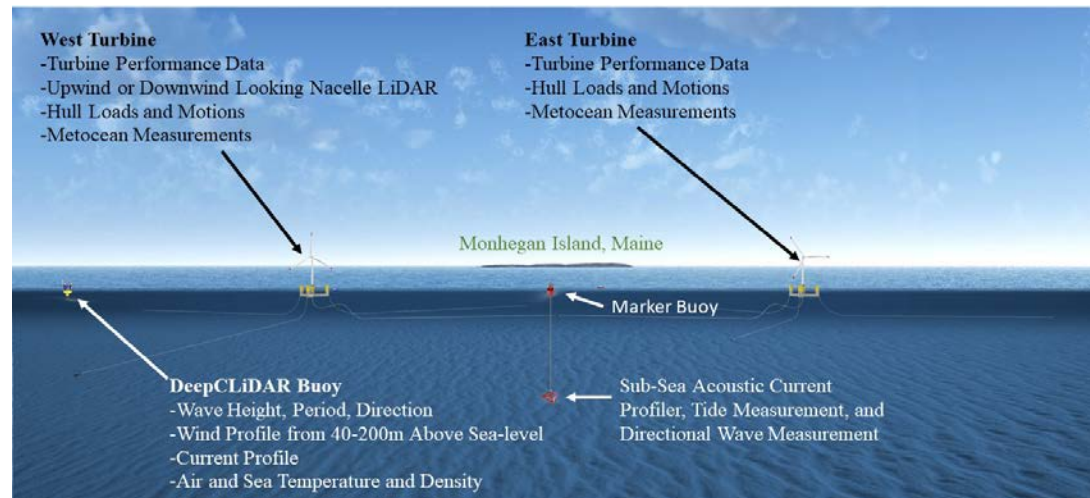 West Turbine
-Turbine Performance Data
-Upwind or Downwind Looking Nacelle LiDAR
-Hull Loads and Motions
-Metocean Measurements
East Turbine
-Turbine Performance Data
-Hull Loads and Motions
-Metocean Measurements
Monhegan Island, Maine
Marker Buoy
DeepCLiDAR Buoy
-Wave Height, Period, Direction
-Wind Profile from 40-200m Above Sea-level
-Current Profile
-Air and Sea Temperature and Density
Sub-Sea Acoustic Current
Profiler, Tide Measurement, and
Directional Wave Measurement